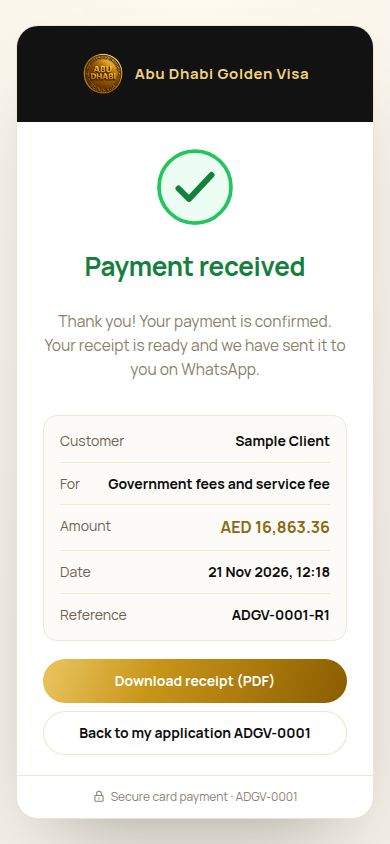 ABU
DHABI
Abu Dhabi Golden Visa
Payment received
Thank you! Your payment is confirmed.
Your receipt is ready and we have sent it to
you on WhatsApp.
Customer Sample Client
For Government fees and service fee
Amount AED 16,863.36
Date 21 Nov 2026, 12:18
Reference ADGV-0001-R1
Download receipt (PDF)
Back to my application ADGV-0001
Secure card payment · ADGV-0001